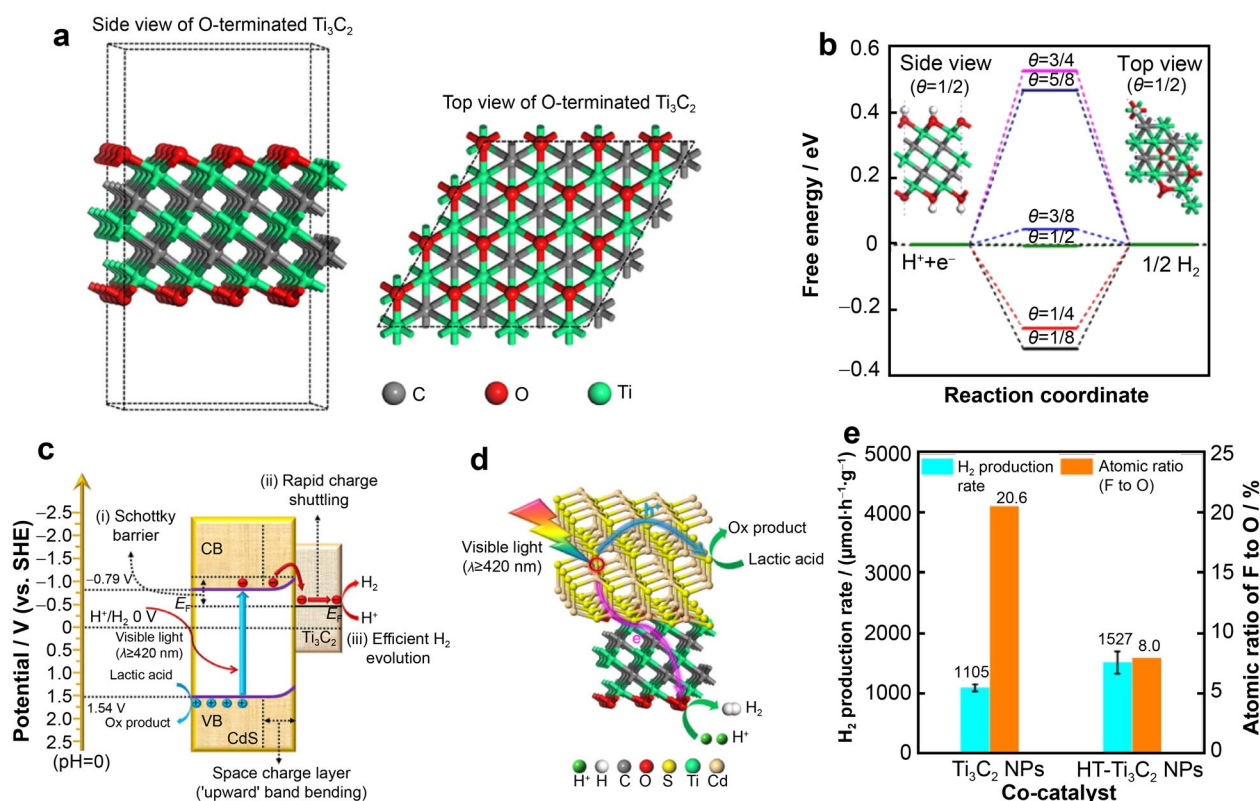 a
Side view of O-terminated Ti₃C₂
Top view of O-terminated Ti₃C₂
C
O
Ti
b
Free energy / eV
0.6
0.4
0.2
0
−0.2
−0.4
Side view
(θ=1/2)
Top view
(θ=1/2)
θ=3/4
θ=5/8
θ=3/8
θ=1/2
θ=1/4
θ=1/8
H⁺+e⁻
1/2 H₂
Reaction coordinate
c
Potential / V (vs. SHE)
−2.5
−2.0
−1.5
−1.0
−0.5
0
0.5
1.0
1.5
2.0
2.5
(pH=0)
(i) Schottky
barrier
−0.79 V
H⁺/H₂ 0 V
Visible light
(λ≥420 nm)
Lactic acid
1.54 V
Ox product
CB
E_F
VB
CdS
(ii) Rapid charge
shuttling
H₂
E_F
H⁺
Ti₃C₂
(iii) Efficient H₂
evolution
Space charge layer
('upward' band bending)
d
Visible light
(λ≥420 nm)
h⁺
Ox product
Lactic acid
e⁻
H₂
H⁺
H⁺ H C O S Ti Cd
e
H₂ production rate / (μmol·h⁻¹·g⁻¹)
5000
4000
3000
2000
1000
0
H₂ production
rate
Atomic ratio
(F to O)
1105
20.6
1527
8.0
25
20
15
10
5
0
Atomic ratio of F to O / %
Ti₃C₂ NPs
HT-Ti₃C₂ NPs
Co-catalyst